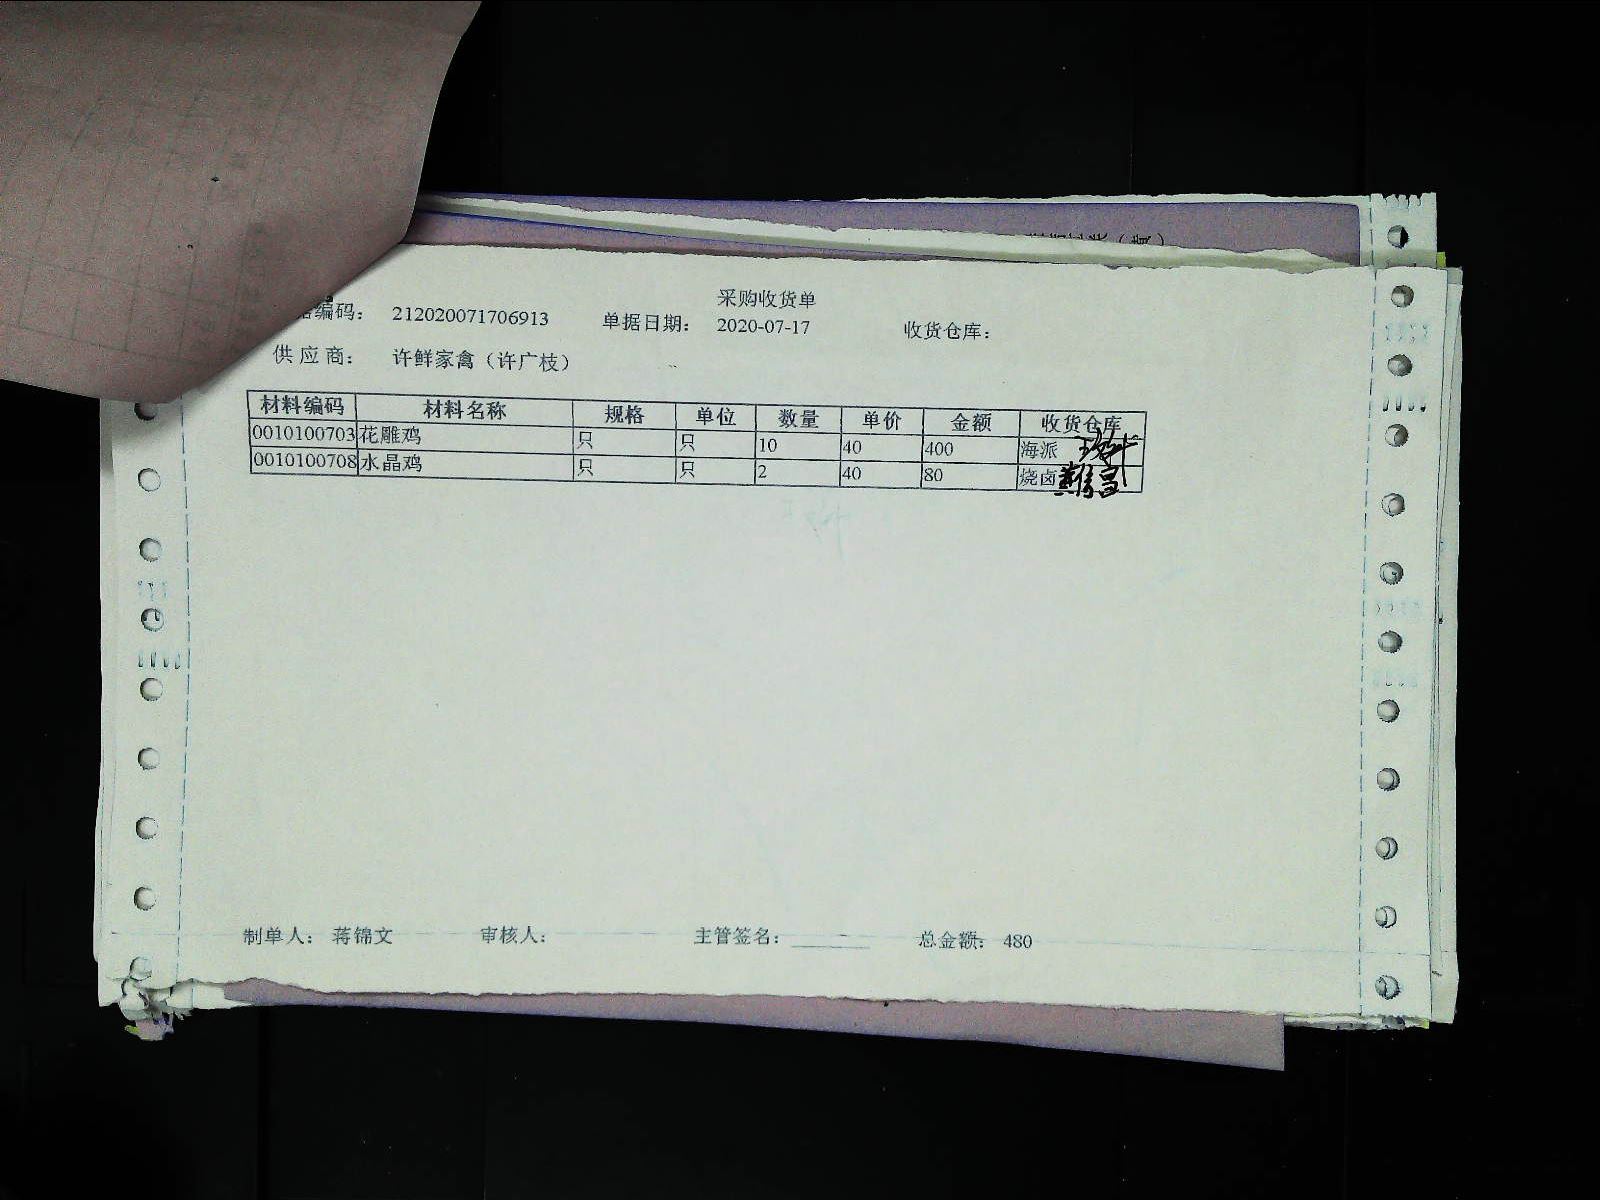 采购收货单
编码： 212020071706913 单据日期： 2020-07-17 收货仓库：
供应商： 许鲜家禽（许广枝）
材料编码 材料名称 规格 单位 数量 单价 金额 收货仓库
0010100703 花雕鸡 只 只 10 40 400 海派
0010100708 水晶鸡 只 只 2 40 80 烧卤
制单人： 蒋锦文 审核人： 主管签名：________ 总金额： 480